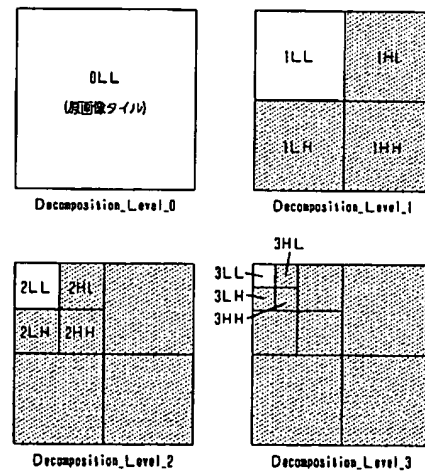 0LL
(原画像タイル)
Decomposition_Level_0
1LL
1HL
1LH
1HH
Decomposition_Level_1
2LL
2HL
2LH
2HH
Decomposition_Level_2
3HL
3LL
3LH
3HH
Decomposition_Level_3